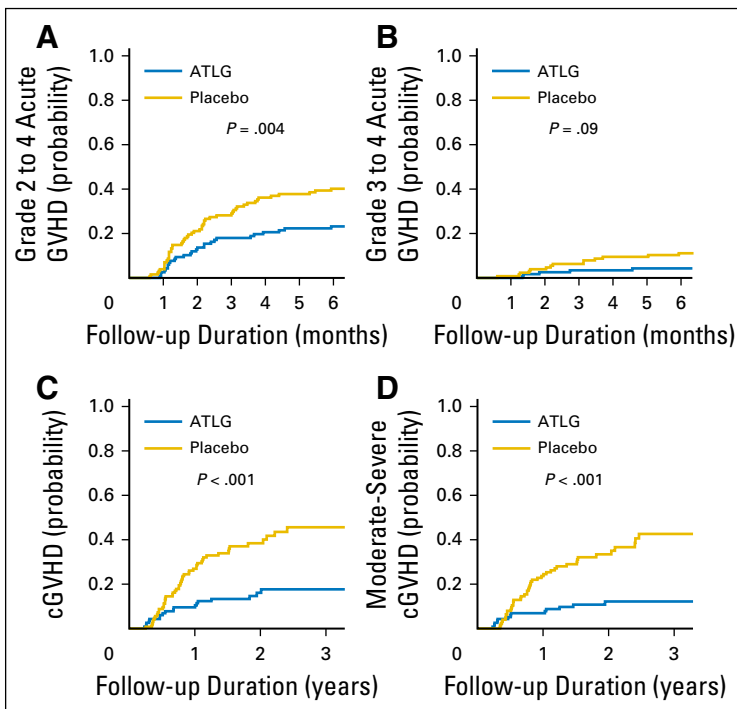 A
Grade 2 to 4 Acute
GVHD (probability)
1.0
0.8
0.6
0.4
0.2
ATLG
Placebo
P = .004
0
1
2
3
4
5
6
Follow-up Duration (months)
B
Grade 3 to 4 Acute
GVHD (probability)
1.0
0.8
0.6
0.4
0.2
ATLG
Placebo
P = .09
0
1
2
3
4
5
6
Follow-up Duration (months)
C
cGVHD (probability)
1.0
0.8
0.6
0.4
0.2
ATLG
Placebo
P < .001
0
1
2
3
Follow-up Duration (years)
D
Moderate-Severe
cGVHD (probability)
1.0
0.8
0.6
0.4
0.2
ATLG
Placebo
P < .001
0
1
2
3
Follow-up Duration (years)